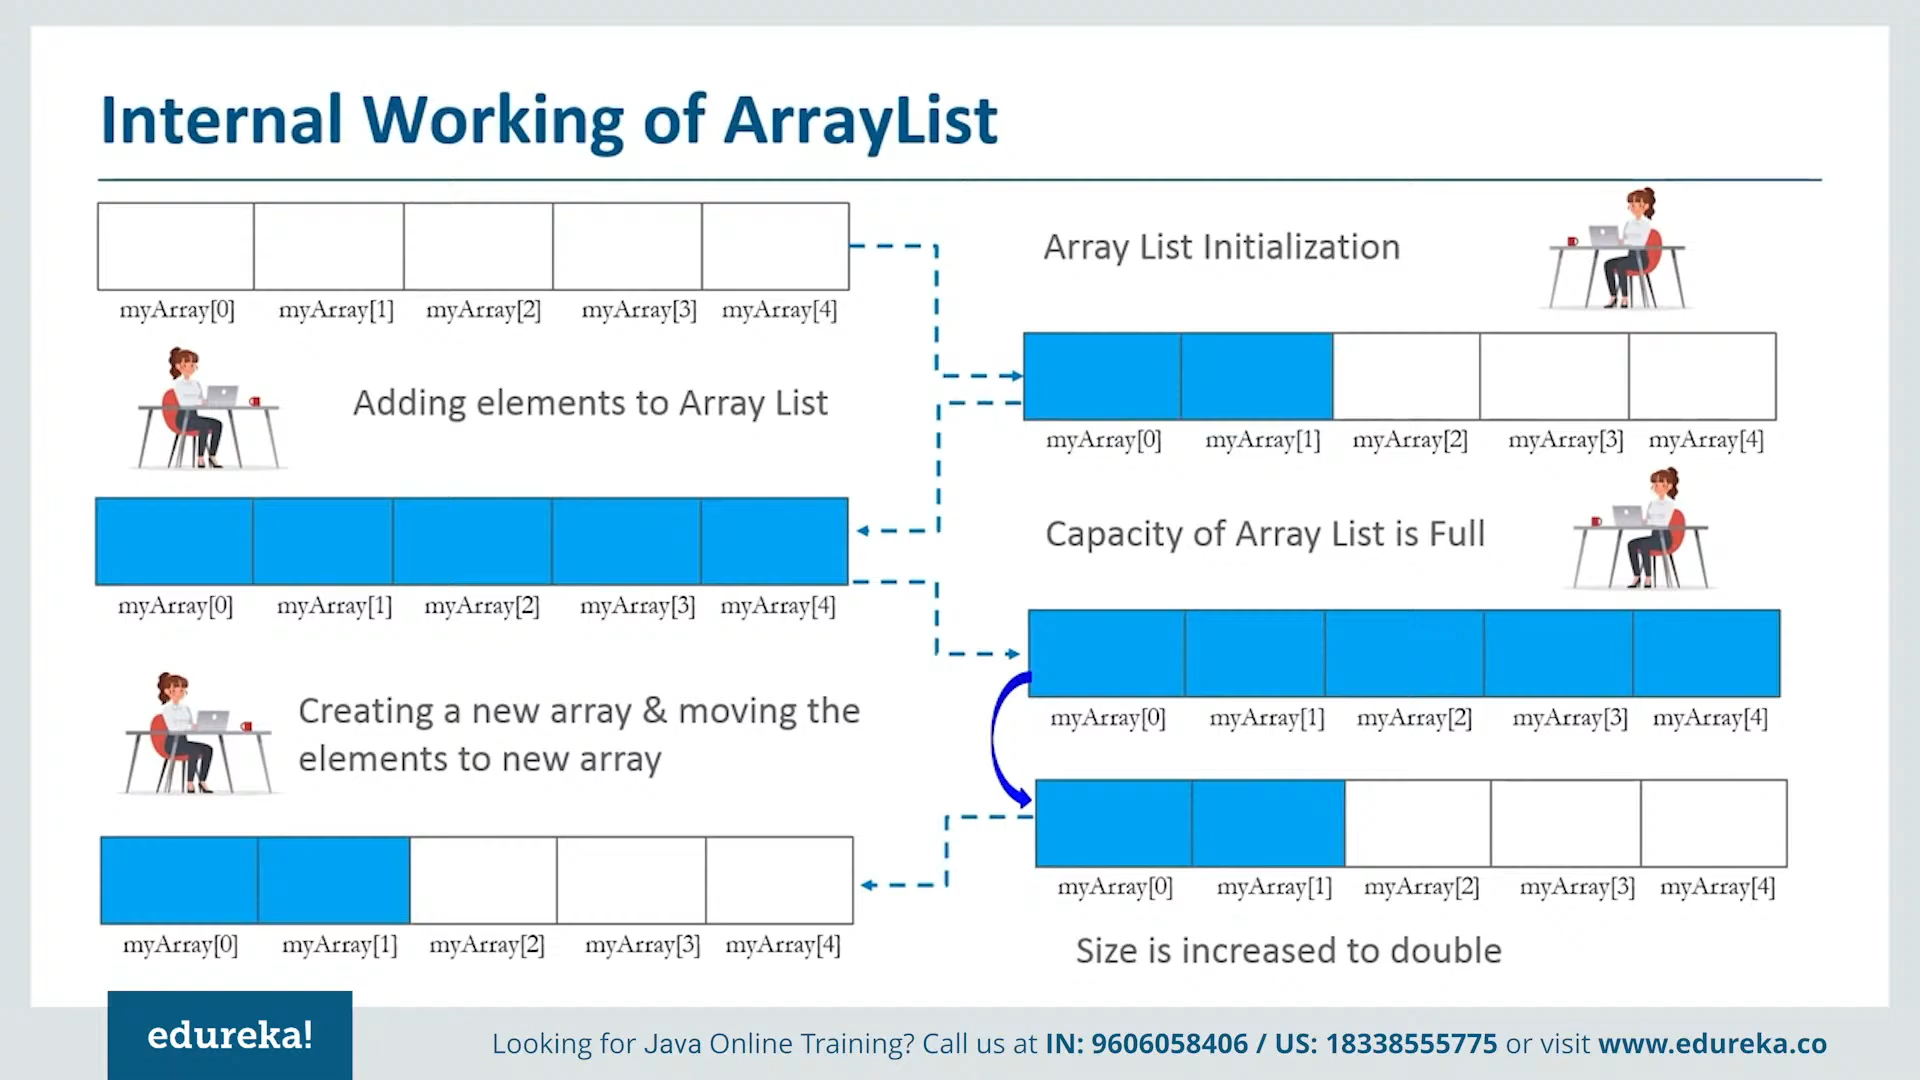 Internal Working of ArrayList
myArray[0] myArray[1] myArray[2] myArray[3] myArray[4]
Array List Initialization
Adding elements to Array List
myArray[0] myArray[1] myArray[2] myArray[3] myArray[4]
Capacity of Array List is Full
myArray[0] myArray[1] myArray[2] myArray[3] myArray[4]
Creating a new array & moving the
elements to new array
myArray[0] myArray[1] myArray[2] myArray[3] myArray[4]
myArray[0] myArray[1] myArray[2] myArray[3] myArray[4]
myArray[0] myArray[1] myArray[2] myArray[3] myArray[4]
Size is increased to double
edureka!
Looking for Java Online Training? Call us at IN: 9606058406 / US: 18338555775 or visit www.edureka.co